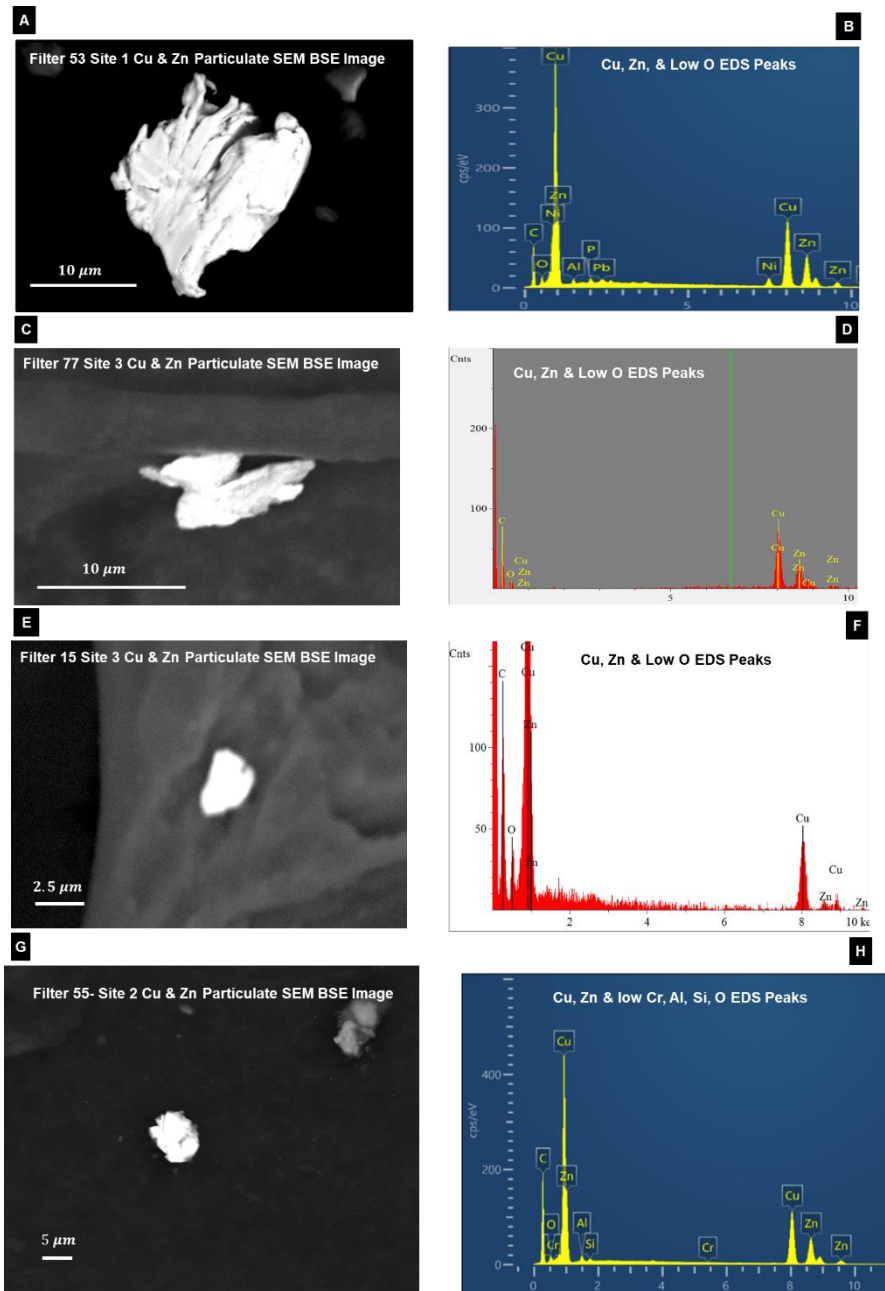 A
Filter 53 Site 1 Cu & Zn Particulate SEM BSE Image
10 μm
B
Cu, Zn, & Low O EDS Peaks
cps/eV
300
200
100
0
Cu
Zn
Ni
C
O
Al
P
Pb
Ni
Cu
Zn
Zn
0
5
10
C
Filter 77 Site 3 Cu & Zn Particulate SEM BSE Image
10 μm
D
Cu, Zn & Low O EDS Peaks
Cnts
200
100
C
O
Cu
Zn
Zn
Cu
Cu
Zn
Zn
Cu
Zn
Zn
5
10
E
Filter 15 Site 3 Cu & Zn Particulate SEM BSE Image
2.5 μm
F
Cu, Zn & Low O EDS Peaks
Cnts
100
50
C
O
Cu
Cu
Zn
Zn
Cu
Cu
Zn
Zn
2
4
6
8
10 ke
G
Filter 55- Site 2 Cu & Zn Particulate SEM BSE Image
5 μm
H
Cu, Zn & low Cr, Al, Si, O EDS Peaks
cps/eV
400
200
0
Cu
C
Zn
O
Cr
Al
Si
Cr
Cu
Zn
Zn
0
2
4
6
8
10